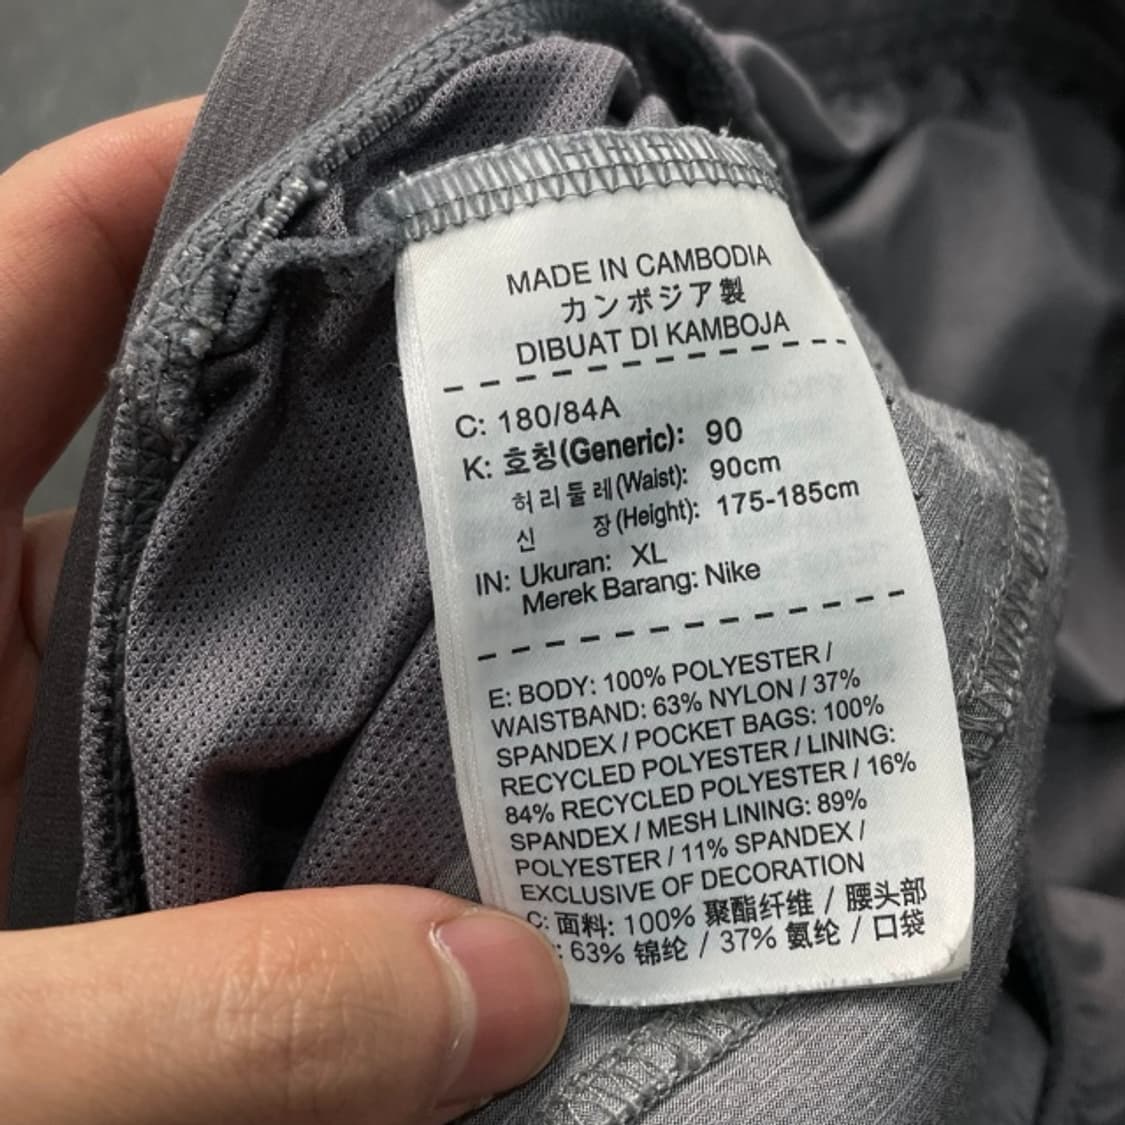 MADE IN CAMBODIA
カンボジア製
DIBUAT DI KAMBOJA
C: 180/84A
K: 호칭(Generic): 90
허리둘레(Waist): 90cm
신 장(Height): 175-185cm
IN: Ukuran: XL
Merek Barang: Nike
E: BODY: 100% POLYESTER /
WAISTBAND: 63% NYLON / 37%
SPANDEX / POCKET BAGS: 100%
RECYCLED POLYESTER / LINING:
84% RECYCLED POLYESTER / 16%
SPANDEX / MESH LINING: 89%
POLYESTER / 11% SPANDEX /
EXCLUSIVE OF DECORATION
C: 面料: 100% 聚酯纤维 / 腰头部
: 63% 锦纶 / 37% 氨纶 / 口袋